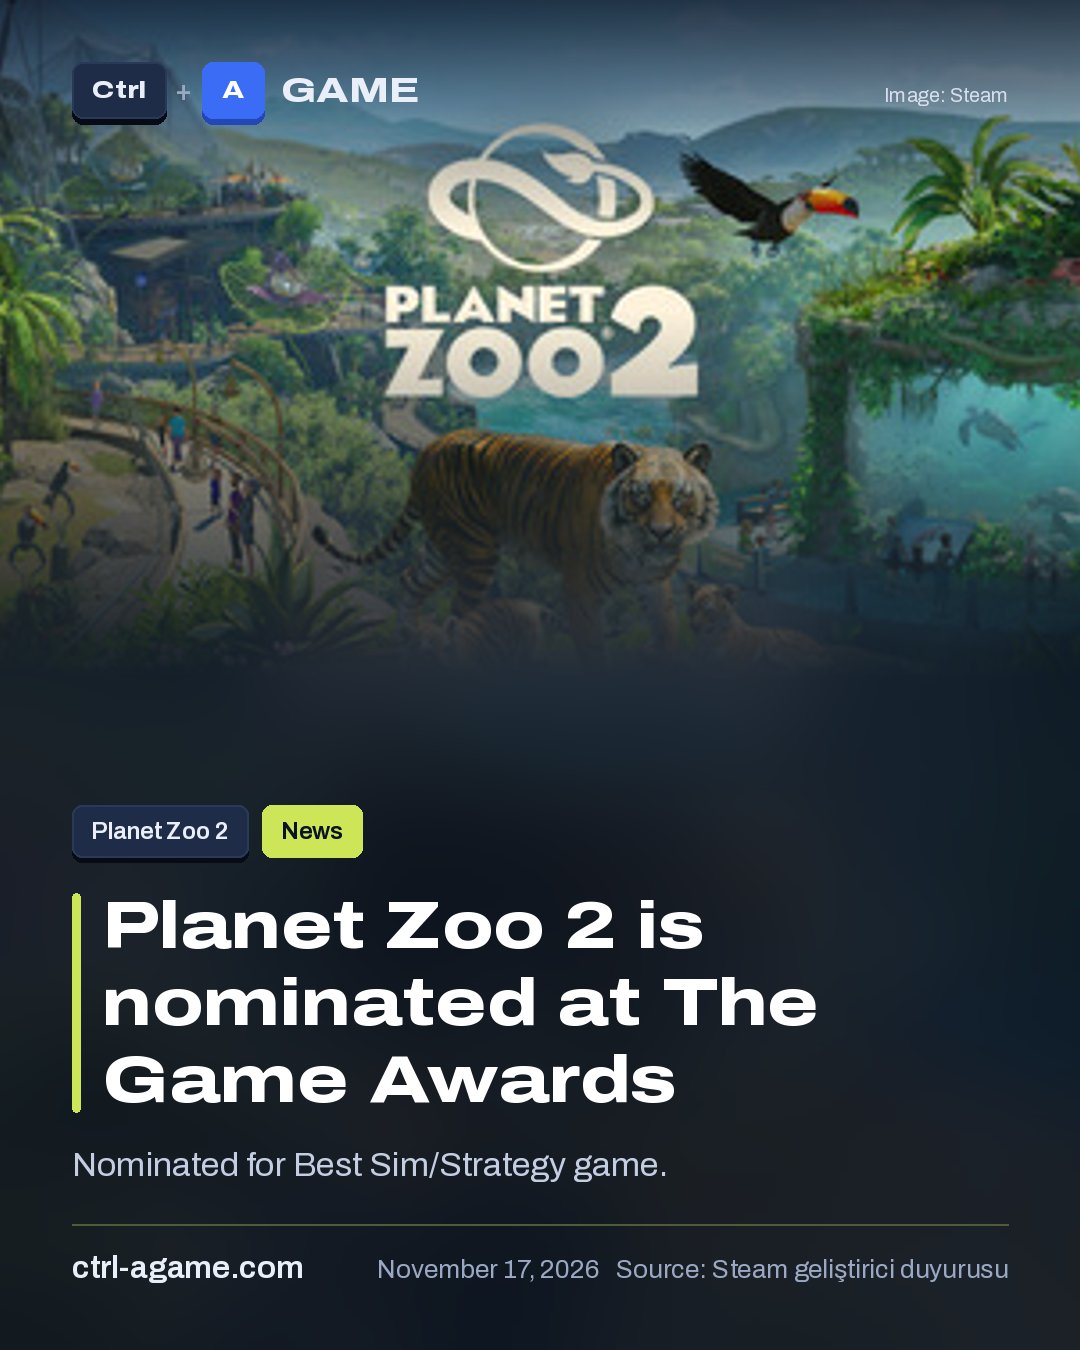 Ctrl + A GAME
Image: Steam
PLANET
ZOO 2
Planet Zoo 2
News
Planet Zoo 2 is
nominated at The
Game Awards
Nominated for Best Sim/Strategy game.
ctrl-agame.com
November 17, 2026 Source: Steam geliştirici duyurusu